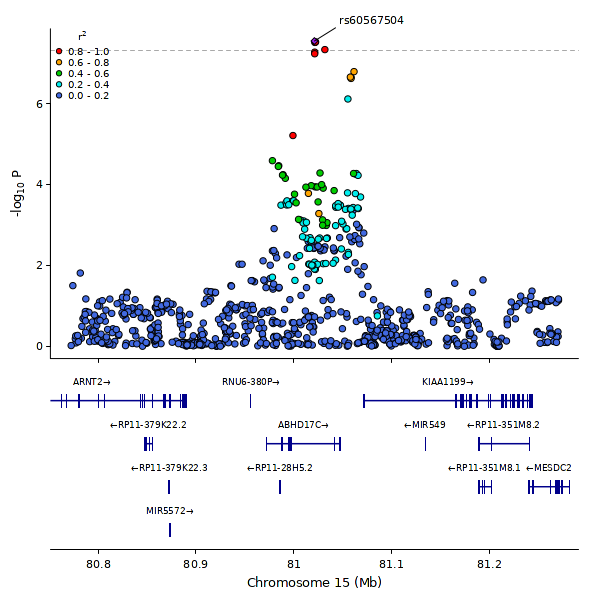 rs60567504
r²
0.8 - 1.0
0.6 - 0.8
0.4 - 0.6
0.2 - 0.4
0.0 - 0.2
6
4
2
0
-log₁₀ P
ARNT2→ RNU6-380P→ KIAA1199→
←RP11-379K22.2 ABHD17C→ ←MIR549 ←RP11-351M8.2
←RP11-379K22.3 ←RP11-28H5.2 ←RP11-351M8.1 ←MESDC2
MIR5572→
80.8 80.9 81 81.1 81.2
Chromosome 15 (Mb)